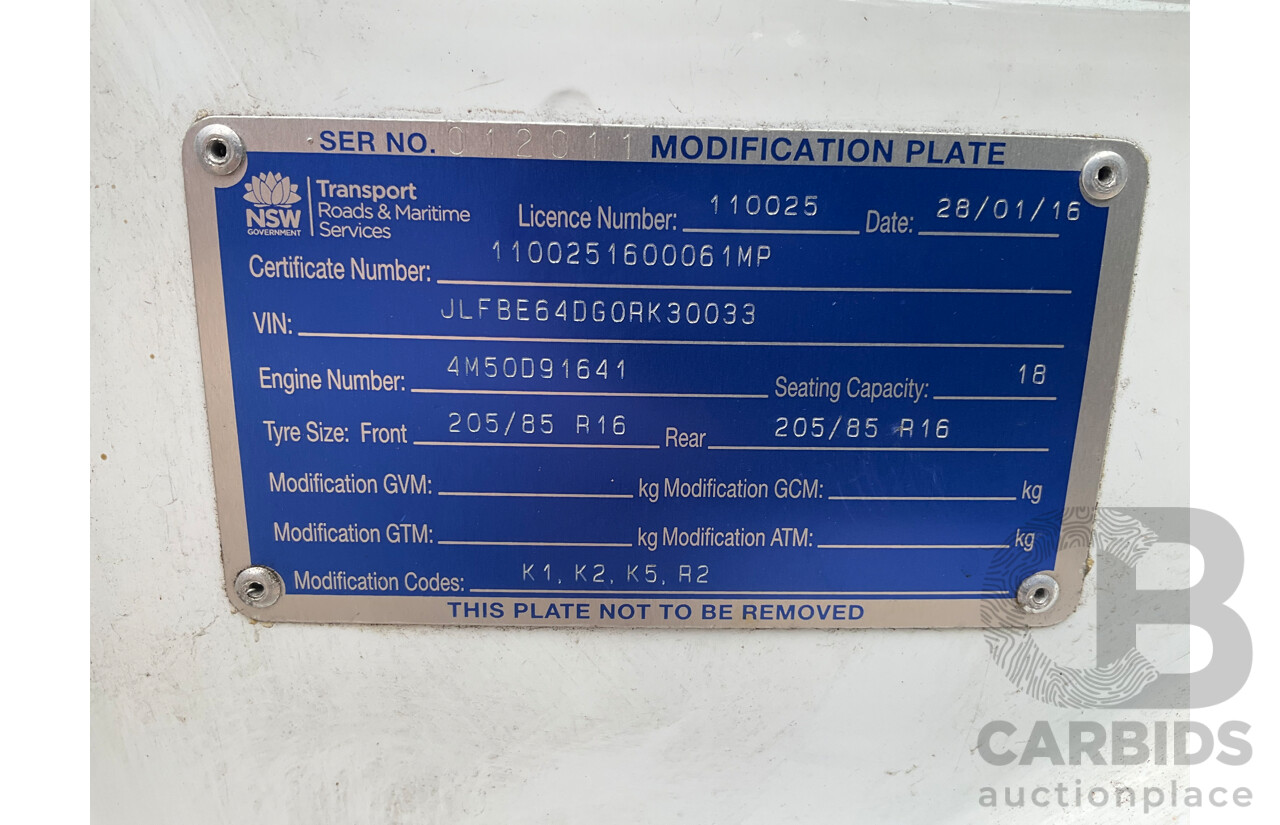 SER NO. 012011 MODIFICATION PLATE
NSW GOVERNMENT
Transport
Roads & Maritime
Services
Licence Number: 110025 Date: 28/01/16
Certificate Number: 1100251600061MP
VIN: JLFBE64DG0RK30033
Engine Number: 4M50D91641 Seating Capacity: 18
Tyre Size: Front 205/85 R16 Rear 205/85 R16
Modification GVM: kg Modification GCM: kg
Modification GTM: kg Modification ATM: kg
Modification Codes: K1, K2, K5, R2
THIS PLATE NOT TO BE REMOVED
CB
CARBIDS
auctionplace